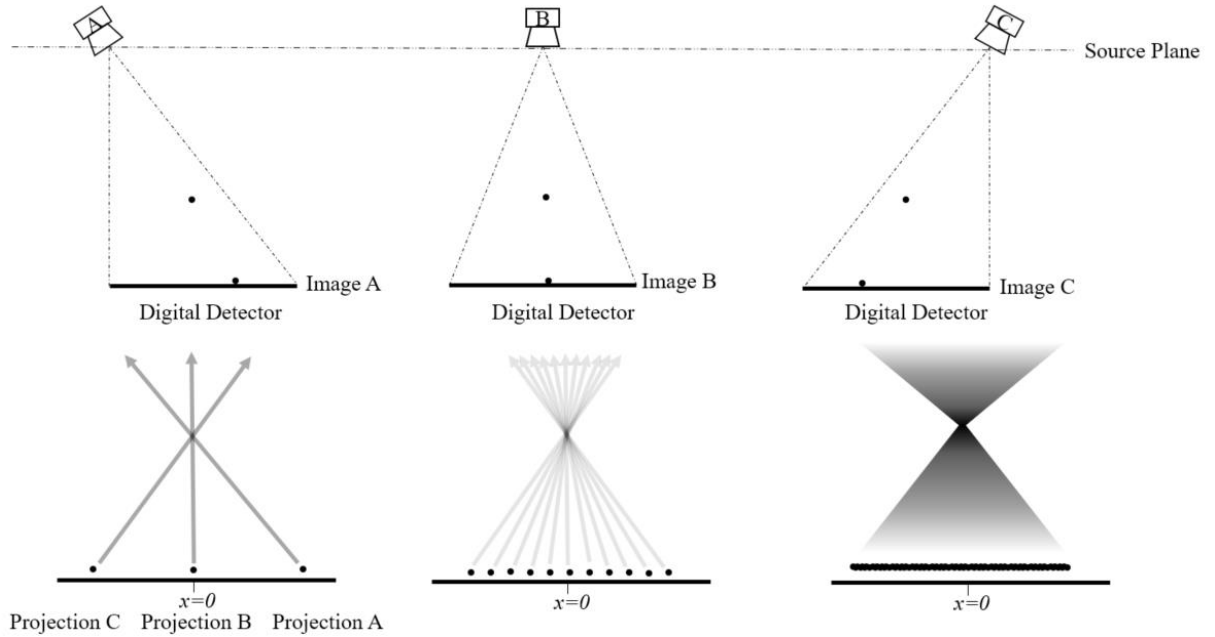 A
B
C
Source Plane
Image A
Image B
Image C
Digital Detector
Digital Detector
Digital Detector
x=0
x=0
x=0
Projection C Projection B Projection A